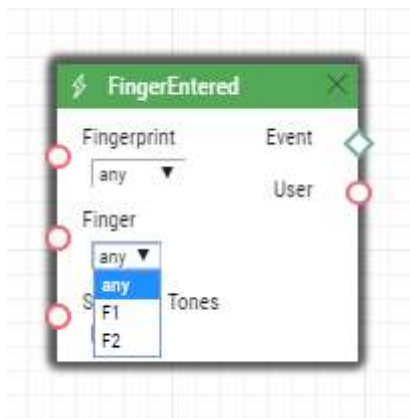 FingerEntered
Fingerprint Event
any
User
Finger
any
any
S Tones
F1
F2